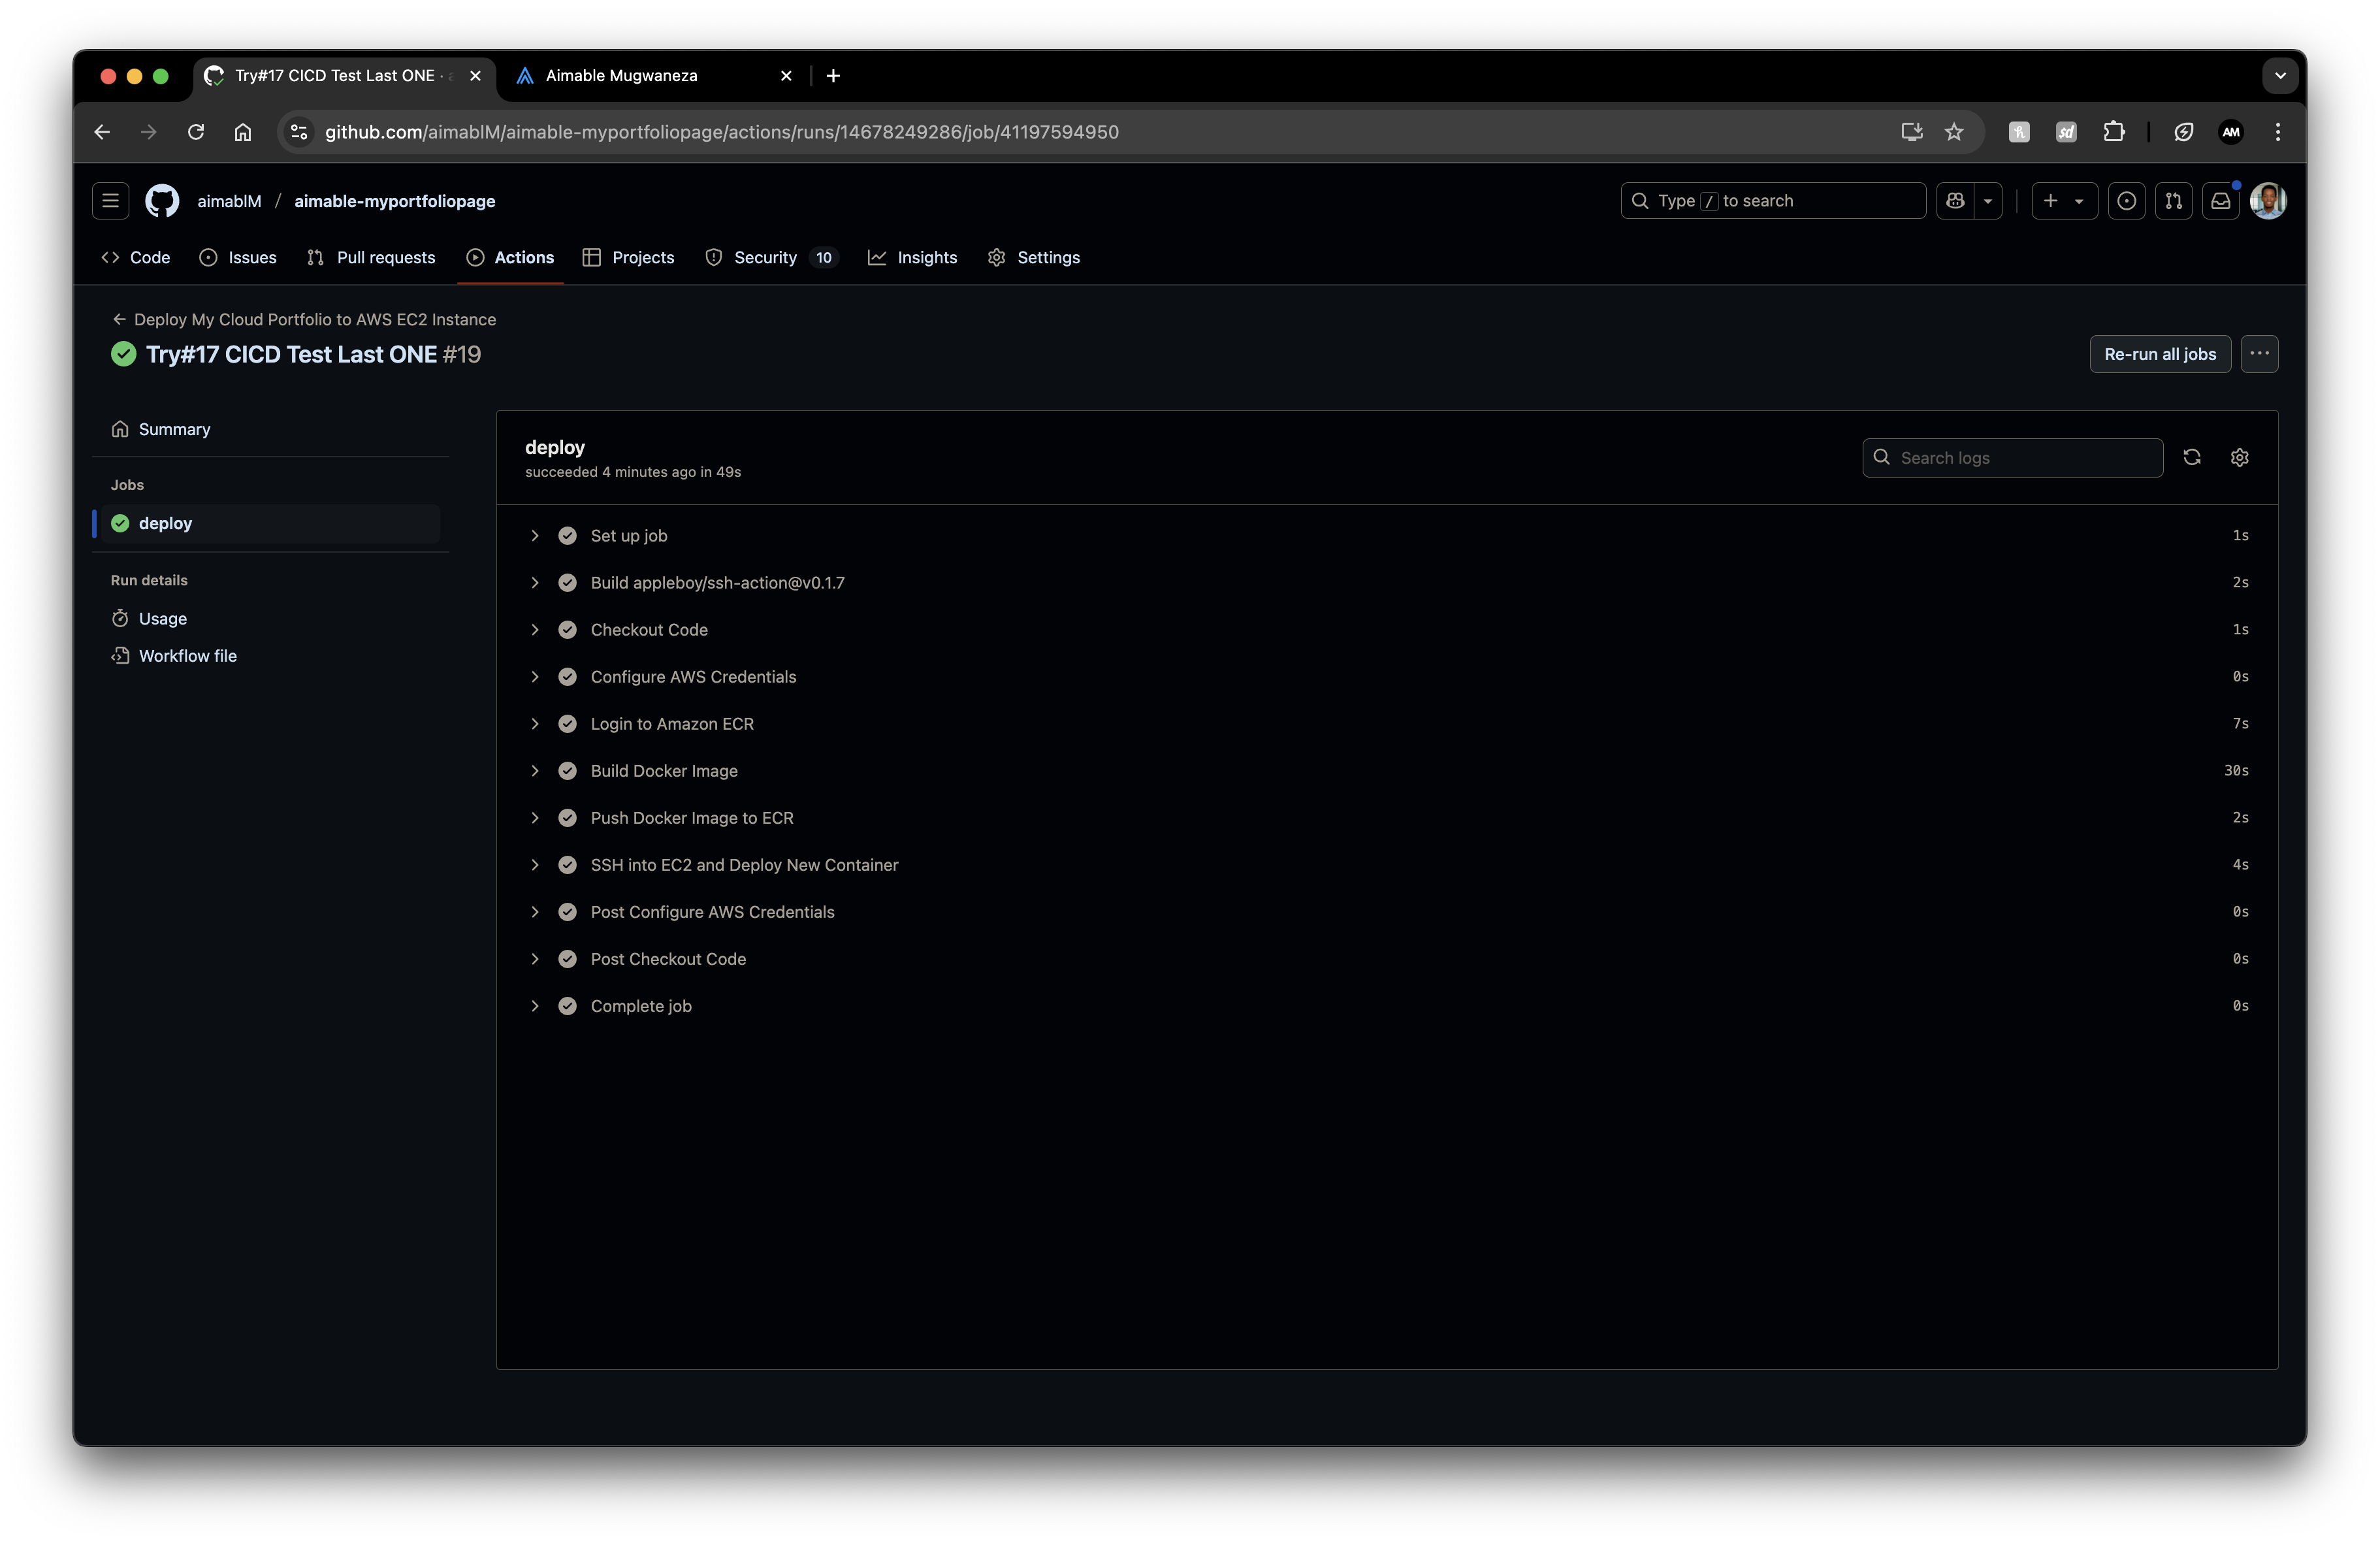 Try#17 CICD Test Last ONE ·
Aimable Mugwaneza
github.com/aimablM/aimable-myportfoliopage/actions/runs/14678249286/job/41197594950
sd
AM
aimablM / aimable-myportfoliopage
Type / to search
Code
Issues
Pull requests
Actions
Projects
Security 10
Insights
Settings
Deploy My Cloud Portfolio to AWS EC2 Instance
Try#17 CICD Test Last ONE #19
Re-run all jobs
Summary
Jobs
deploy
Run details
Usage
Workflow file
deploy
succeeded 4 minutes ago in 49s
Search logs
Set up job 1s
Build appleboy/ssh-action@v0.1.7 2s
Checkout Code 1s
Configure AWS Credentials 0s
Login to Amazon ECR 7s
Build Docker Image 30s
Push Docker Image to ECR 2s
SSH into EC2 and Deploy New Container 4s
Post Configure AWS Credentials 0s
Post Checkout Code 0s
Complete job 0s